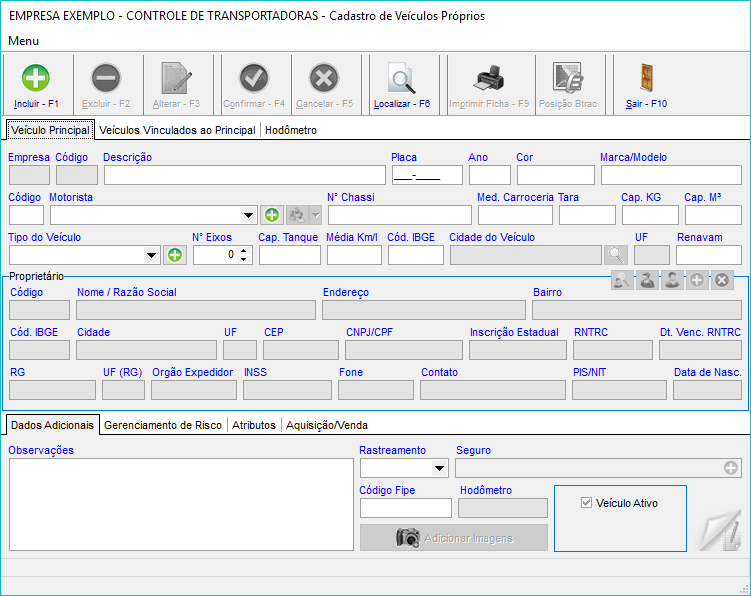 EMPRESA EXEMPLO - CONTROLE DE TRANSPORTADORAS - Cadastro de Veículos Próprios
Menu
Incluir - F1 Excluir - F2 Alterar - F3 Confirmar - F4 Cancelar - F5 Localizar - F6 Imprimir Ficha - F9 Posição Btrac Sair - F10
Veículo Principal Veículos Vinculados ao Principal Hodômetro
Empresa Código Descrição Placa Ano Cor Marca/Modelo
___-____
Código Motorista N° Chassi Med. Carroceria Tara Cap. KG Cap. M³
Tipo do Veículo N° Eixos Cap. Tanque Média Km/l Cód. IBGE Cidade do Veículo UF Renavam
0
Proprietário
Código Nome / Razão Social Endereço Bairro
Cód. IBGE Cidade UF CEP CNPJ/CPF Inscrição Estadual RNTRC Dt. Venc. RNTRC
RG UF (RG) Orgão Expedidor INSS Fone Contato PIS/NIT Data de Nasc.
Dados Adicionais Gerenciamento de Risco Atributos Aquisição/Venda
Observações Rastreamento Seguro
Código Fipe Hodômetro
Veículo Ativo
Adicionar Imagens